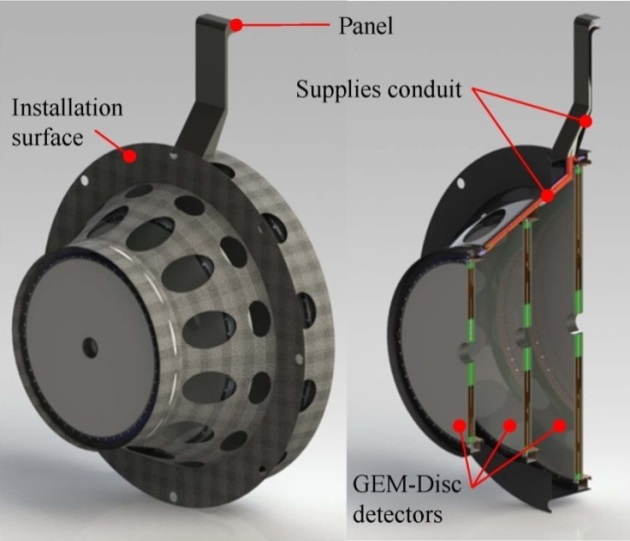 Panel
Supplies conduit
Installation
surface
GEM-Disc
detectors